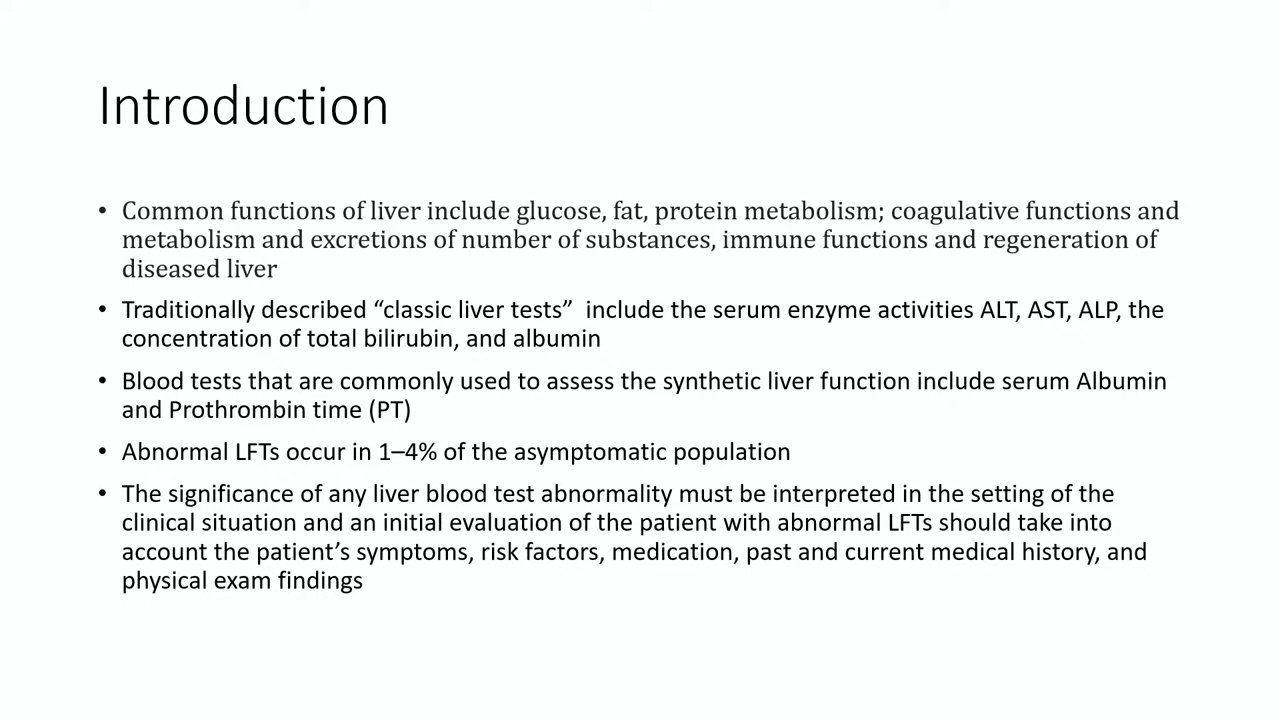 Introduction
• Common functions of liver include glucose, fat, protein metabolism; coagulative functions and
metabolism and excretions of number of substances, immune functions and regeneration of
diseased liver
• Traditionally described “classic liver tests”  include the serum enzyme activities ALT, AST, ALP, the
concentration of total bilirubin, and albumin
• Blood tests that are commonly used to assess the synthetic liver function include serum Albumin
and Prothrombin time (PT)
• Abnormal LFTs occur in 1–4% of the asymptomatic population
• The significance of any liver blood test abnormality must be interpreted in the setting of the
clinical situation and an initial evaluation of the patient with abnormal LFTs should take into
account the patient’s symptoms, risk factors, medication, past and current medical history, and
physical exam findings